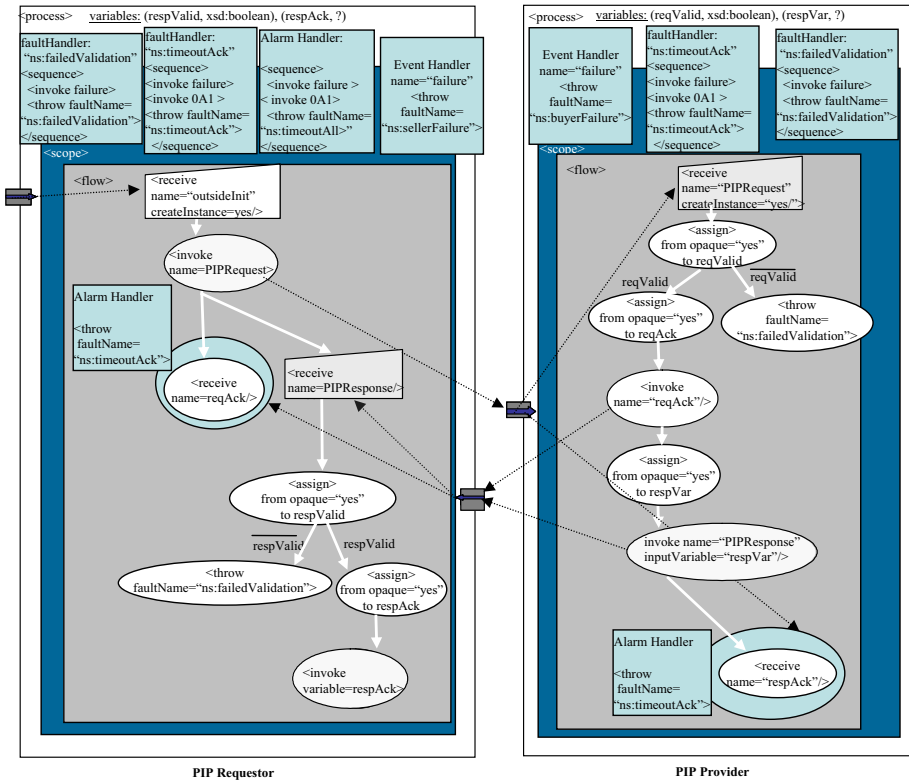 <process>
variables: (respValid, xsd:boolean), (respAck, ?)
faultHandler:
“ns:failedValidation”
<sequence>
<invoke failure>
<throw faultName=
“ns:failedValidation>
</sequence>
faultHandler:
“ns:timeoutAck”
<sequence>
<invoke failure>
<invoke 0A1 >
<throw faultName=
“ns:timeoutAck”>
</sequence>
Alarm Handler:
<sequence>
<invoke failure >
< invoke 0A1>
<throw faultName=
“ns:timeoutAll>”
</sequence>
Event Handler
name=“failure”
<throw
faultName=
“ns:sellerFailure”>
<scope>
<flow>
<receive
name=“outsideInit”
createInstance=yes/>
<invoke
name=PIPRequest>
Alarm Handler
<throw
faultName=
“ns:timeoutAck”>
<receive
name=reqAck/>
<receive
name=PIPResponse/>
<assign>
from opaque=“yes”
to respValid
respValid
respValid
<throw
faultName=“ns:failedValidation”>
<assign>
from opaque=“yes”
to respAck
<invoke
variable=respAck>
PIP Requestor
<process>
variables: (reqValid, xsd:boolean), (respVar, ?)
Event Handler
name=“failure”
<throw
faultName=
“ns:buyerFailure”>
faultHandler:
“ns:timeoutAck”
<sequence>
<invoke failure>
<invoke 0A1 >
<throw faultName=
“ns:timeoutAck”>
</sequence>
faultHandler:
“ns:failedValidation”
<sequence>
<invoke failure>
<throw faultName=
“ns:failedValidation>
</sequence>
<scope>
<flow>
<receive
name=“PIPRequest”
createInstance=“yes/”>
<assign>
from opaque=“yes”
to reqValid
reqValid
reqValid
<assign>
from opaque=“yes”
to reqAck
<throw
faultName=
“ns:failedValidation”>
<invoke
name=“reqAck”/>
<assign>
from opaque=“yes”
to respVar
invoke name=“PIPResponse”
inputVariable=“respVar”/>
Alarm Handler
<throw
faultName=
“ns:timeoutAck”>
<receive
name=“respAck”/>
PIP Provider